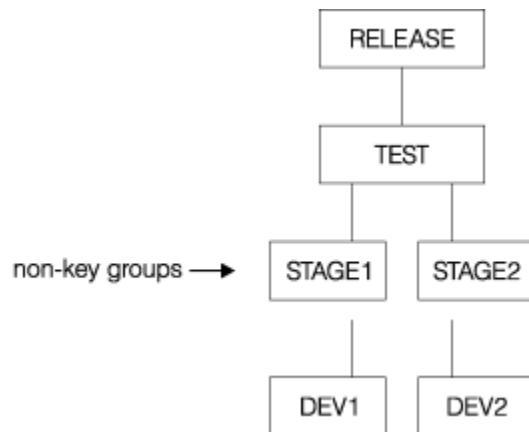 RELEASE
TEST
non-key groups
STAGE1
STAGE2
DEV1
DEV2